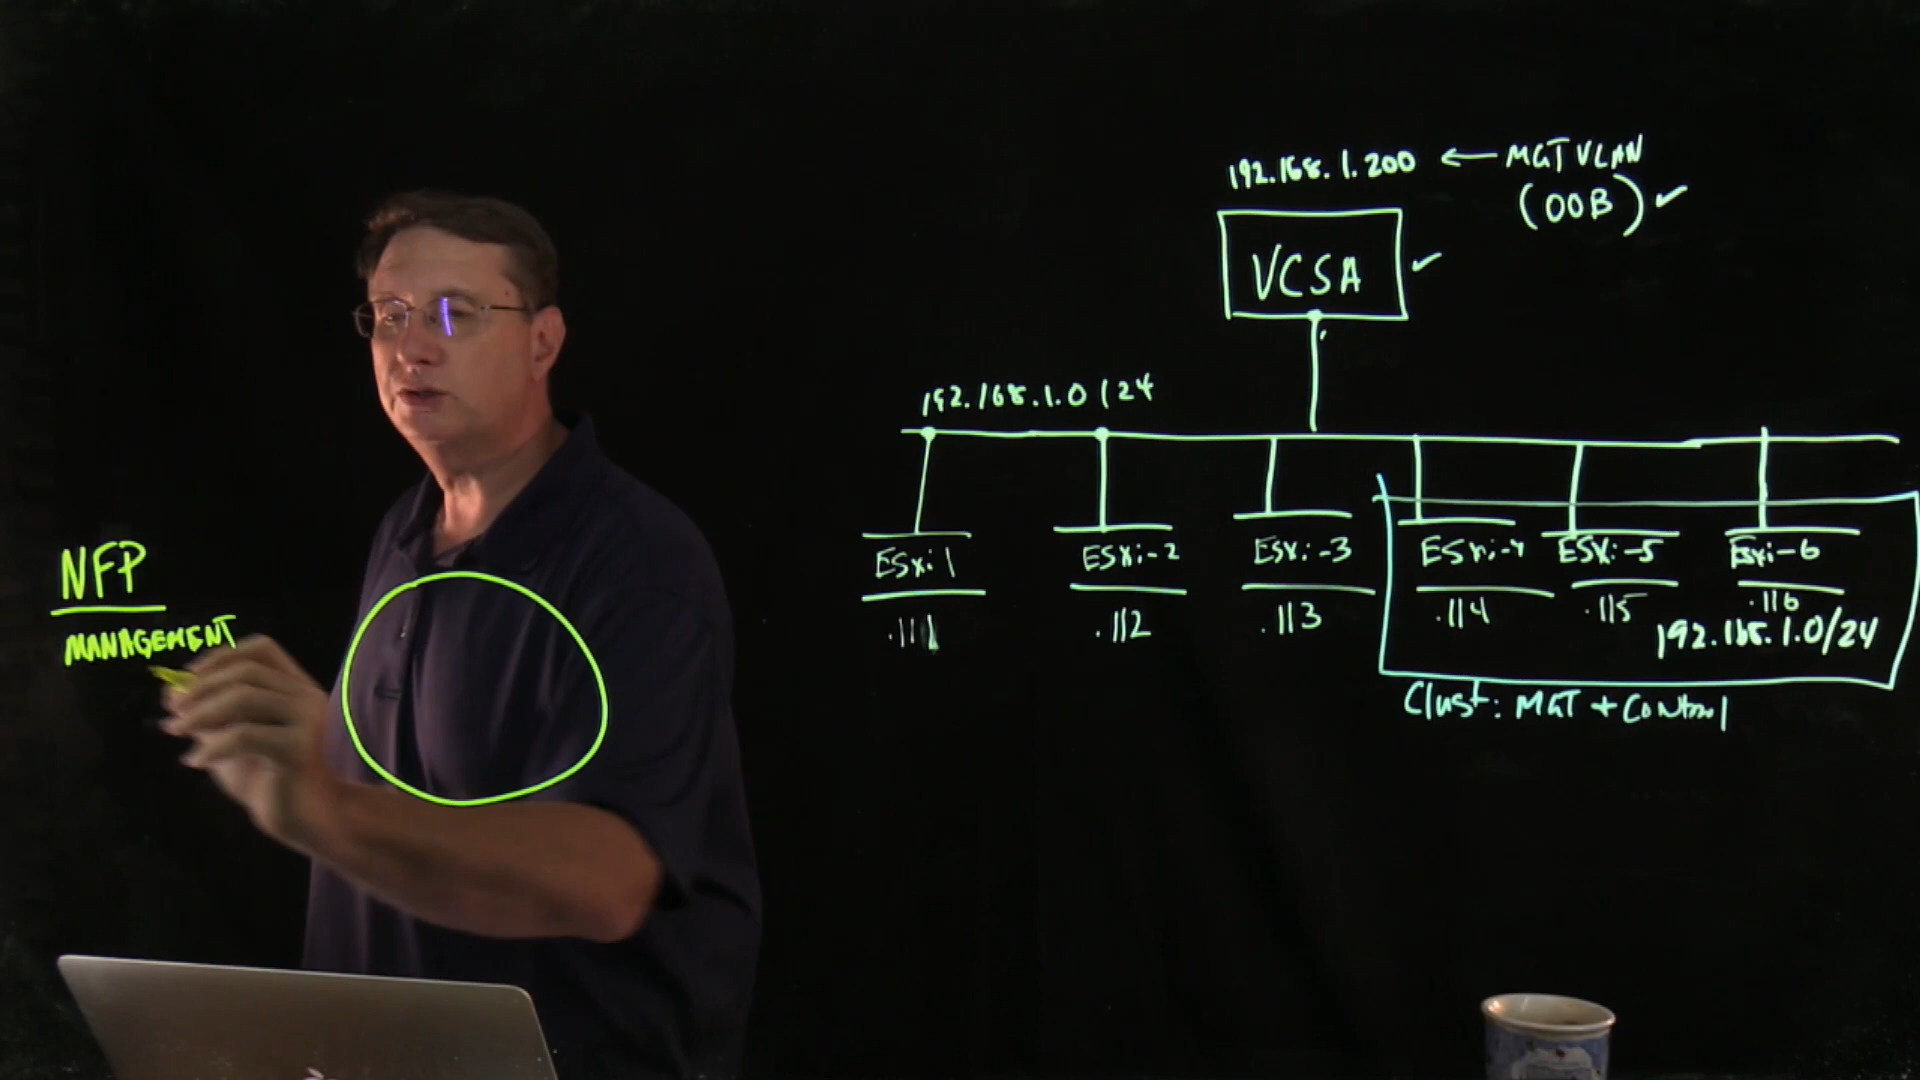 192.168.1.200 ← MGT VLAN
(OOB) ✓
VCSA ✓
192.168.1.0/24
ESXi1 ESXi-2 ESXi-3 ESXi-4 ESXi-5 ESXi-6
.111 .112 .113 .114 .115 .116
192.168.1.0/24
Clust: MGT + Control
NFP
MANAGEMENT